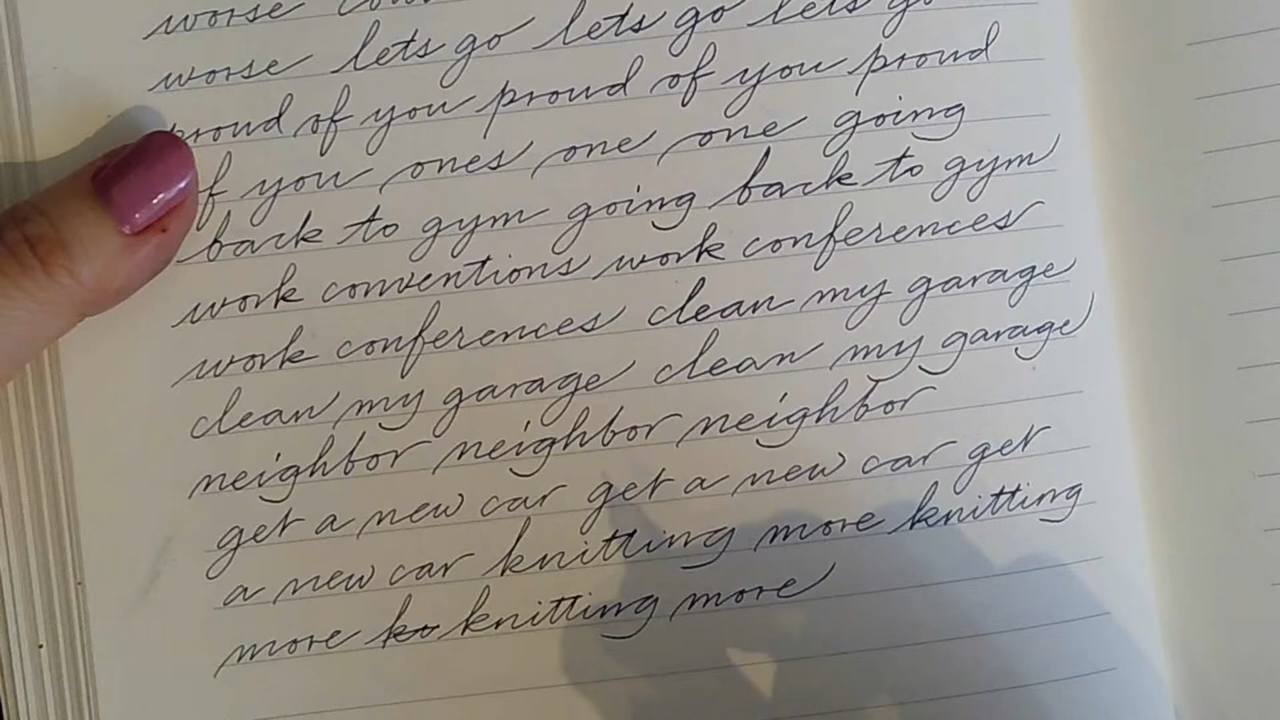 worse
worse lets go lets go lets go
proud of you proud of you proud
of you ones one one going
back to gym going back to gym
work conventions work conferences
work conferences clean my garage
clean my garage clean my garage
neighbor neighbor neighbor
get a new car get a new car get
a new car knitting more knitting
more ko knitting more